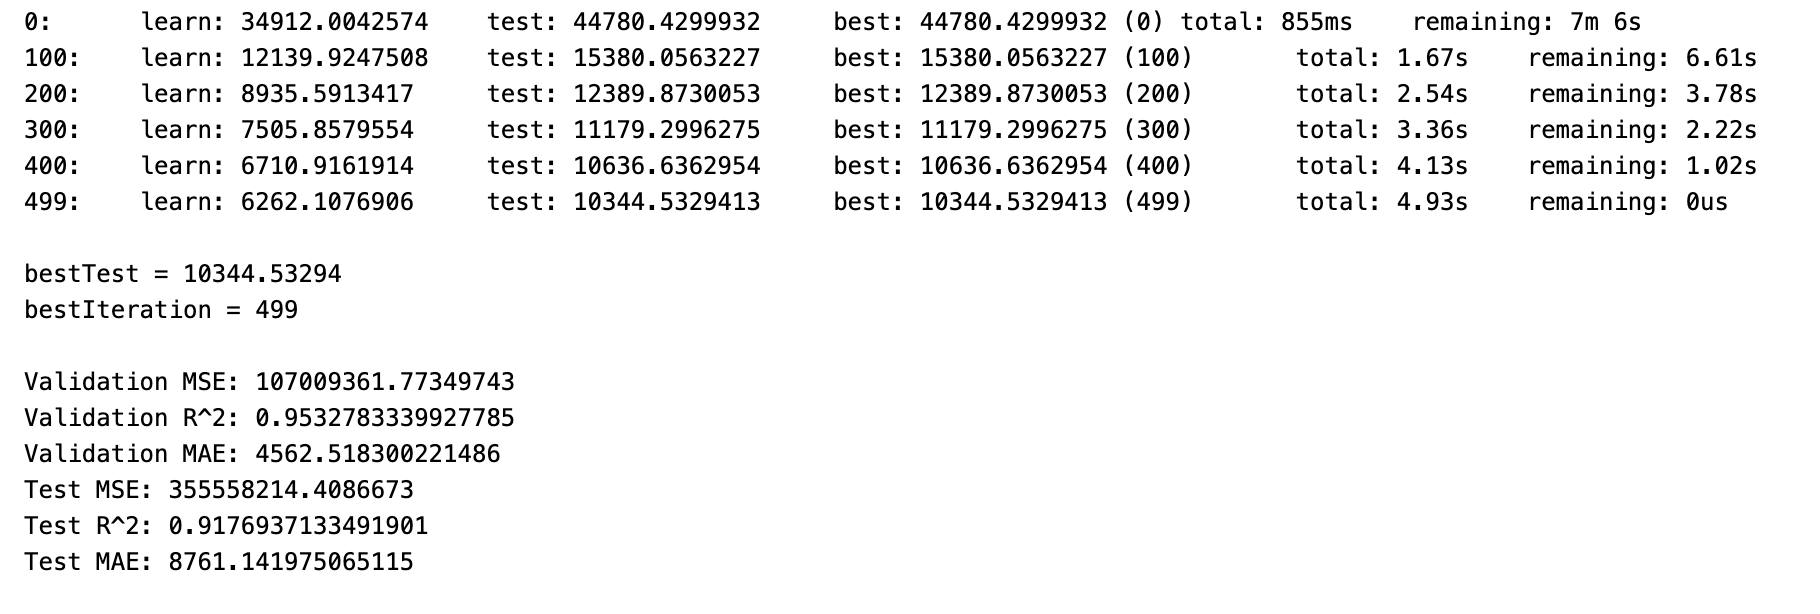 0:	learn: 34912.0042574	test: 44780.4299932	best: 44780.4299932 (0)	total: 855ms	remaining: 7m 6s
100:	learn: 12139.9247508	test: 15380.0563227	best: 15380.0563227 (100)	total: 1.67s	remaining: 6.61s
200:	learn: 8935.5913417	test: 12389.8730053	best: 12389.8730053 (200)	total: 2.54s	remaining: 3.78s
300:	learn: 7505.8579554	test: 11179.2996275	best: 11179.2996275 (300)	total: 3.36s	remaining: 2.22s
400:	learn: 6710.9161914	test: 10636.6362954	best: 10636.6362954 (400)	total: 4.13s	remaining: 1.02s
499:	learn: 6262.1076906	test: 10344.5329413	best: 10344.5329413 (499)	total: 4.93s	remaining: 0us
bestTest = 10344.53294
bestIteration = 499
Validation MSE: 107009361.77349743
Validation R^2: 0.9532783339927785
Validation MAE: 4562.518300221486
Test MSE: 355558214.4086673
Test R^2: 0.9176937133491901
Test MAE: 8761.141975065115